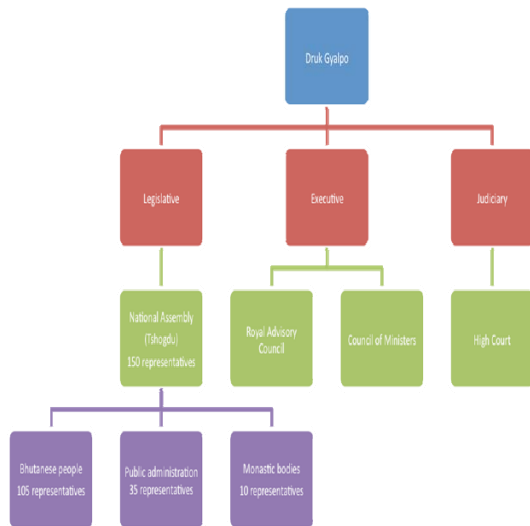 Druk Gyalpo
Legislative
Executive
Judiciary
National Assembly
(Tshogdu)
150 representatives
Royal Advisory
Council
Council of Ministers
High Court
Bhutanese people
105 representatives
Public administration
35 representatives
Monastic bodies
10 representatives